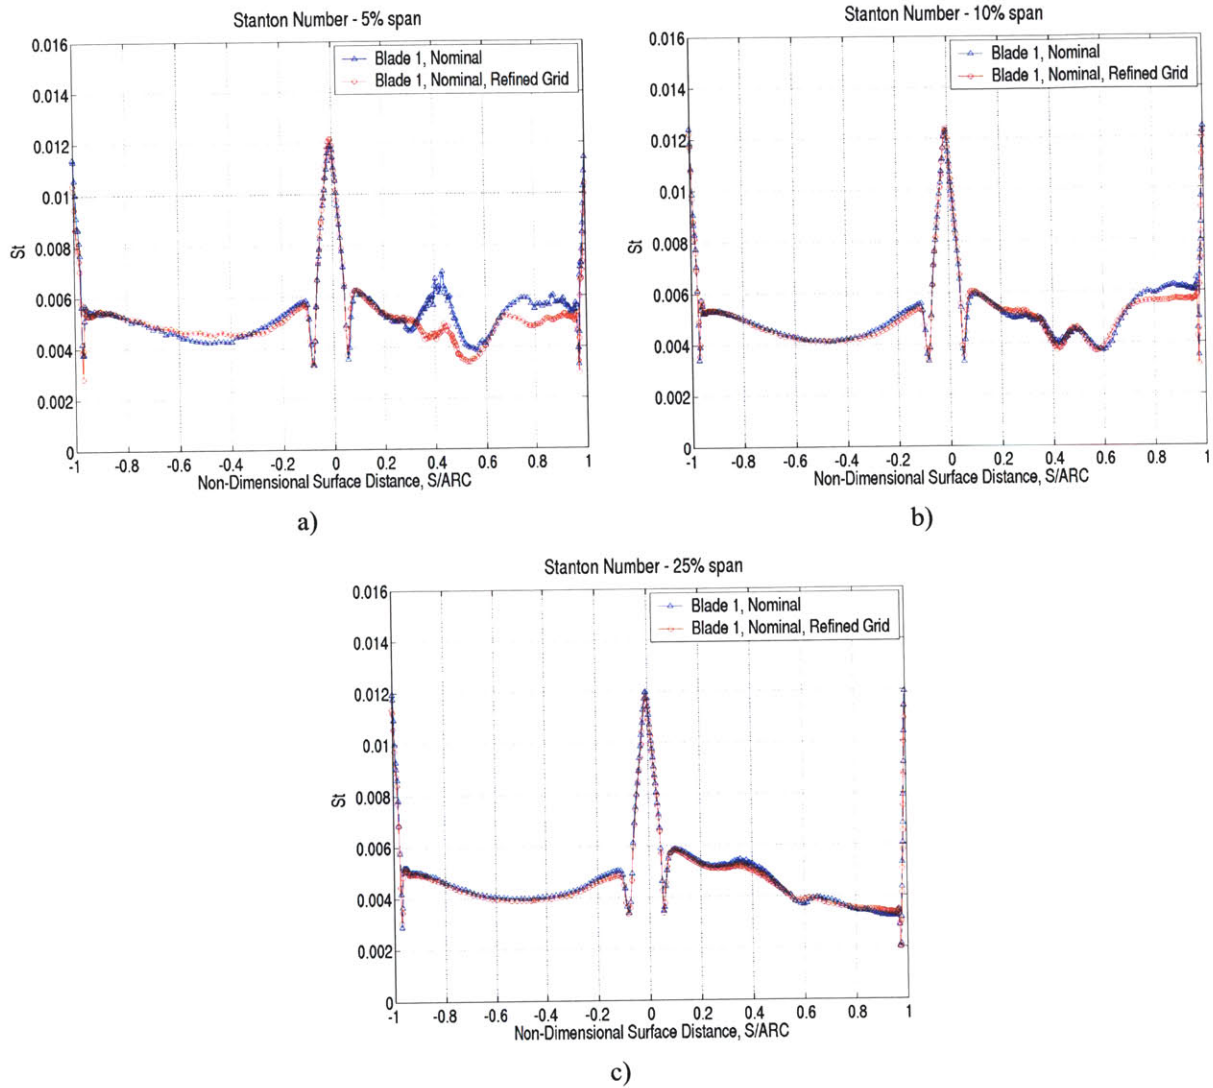 Stanton Number - 5% span
0.016
0.014
0.012
0.01
0.008
0.006
0.004
0.002
0
St
Blade 1, Nominal
Blade 1, Nominal, Refined Grid
-1 -0.8 -0.6 -0.4 -0.2 0 0.2 0.4 0.6 0.8 1
Non-Dimensional Surface Distance, S/ARC
a)
Stanton Number - 10% span
0.016
0.014
0.012
0.01
0.008
0.006
0.004
0.002
0
St
Blade 1, Nominal
Blade 1, Nominal, Refined Grid
-1 -0.8 -0.6 -0.4 -0.2 0 0.2 0.4 0.6 0.8 1
Non-Dimensional Surface Distance, S/ARC
b)
Stanton Number - 25% span
0.016
0.014
0.012
0.01
0.008
0.006
0.004
0.002
0
St
Blade 1, Nominal
Blade 1, Nominal, Refined Grid
-1 -0.8 -0.6 -0.4 -0.2 0 0.2 0.4 0.6 0.8 1
Non-Dimensional Surface Distance, S/ARC
c)